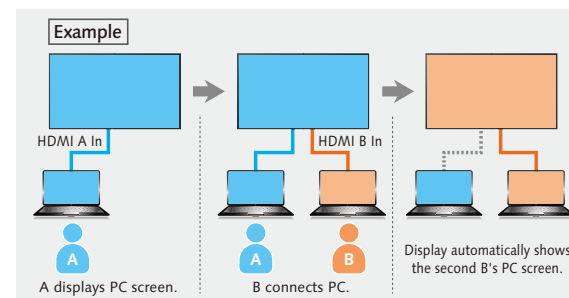 Example
HDMI A In
HDMI B In
A
A
B
A displays PC screen.
B connects PC.
Display automatically shows
the second B's PC screen.